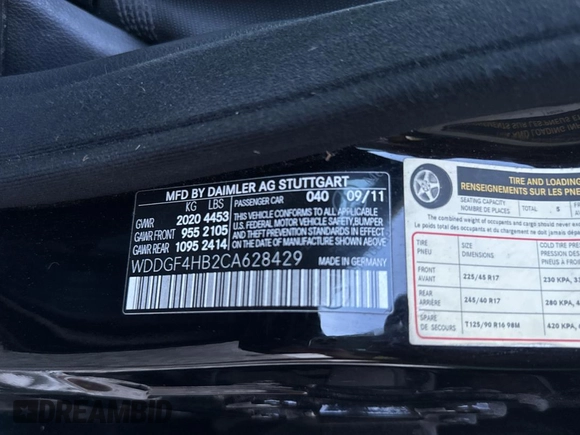 MFD BY DAIMLER AG STUTTGART
KG LBS PASSENGER CAR 040 09/11
GVWR 2020 4453
GAWR FRONT 955 2105
GAWR REAR 1095 2414
THIS VEHICLE CONFORMS TO ALL APPLICABLE
U.S. FEDERAL MOTOR VEHICLE SAFETY, BUMPER,
AND THEFT PREVENTION STANDARDS IN EFFECT
ON THE DATE OF MANUFACTURE SHOWN ABOVE.
WDDGF4HB2CA628429 MADE IN GERMANY
TIRE AND LOADING
RENSEIGNEMENTS SUR LES PNE
SEATING CAPACITY
NOMBRE DE PLACES
TOTAL
The combined weight of occupants and cargo should never exceed
Le poids total des occupants et du chargement ne doit jamais
TIRE
PNEU
SIZE
DIMENSIONS
COLD TIRE
PRESSION
FRONT
AVANT
225/45 R17
230 KPA,
REAR
ARRIÈRE
245/40 R17
280 KPA,
SPARE
DE SECOURS
T125/90 R16 98M
420 KPA,
DREAMBID